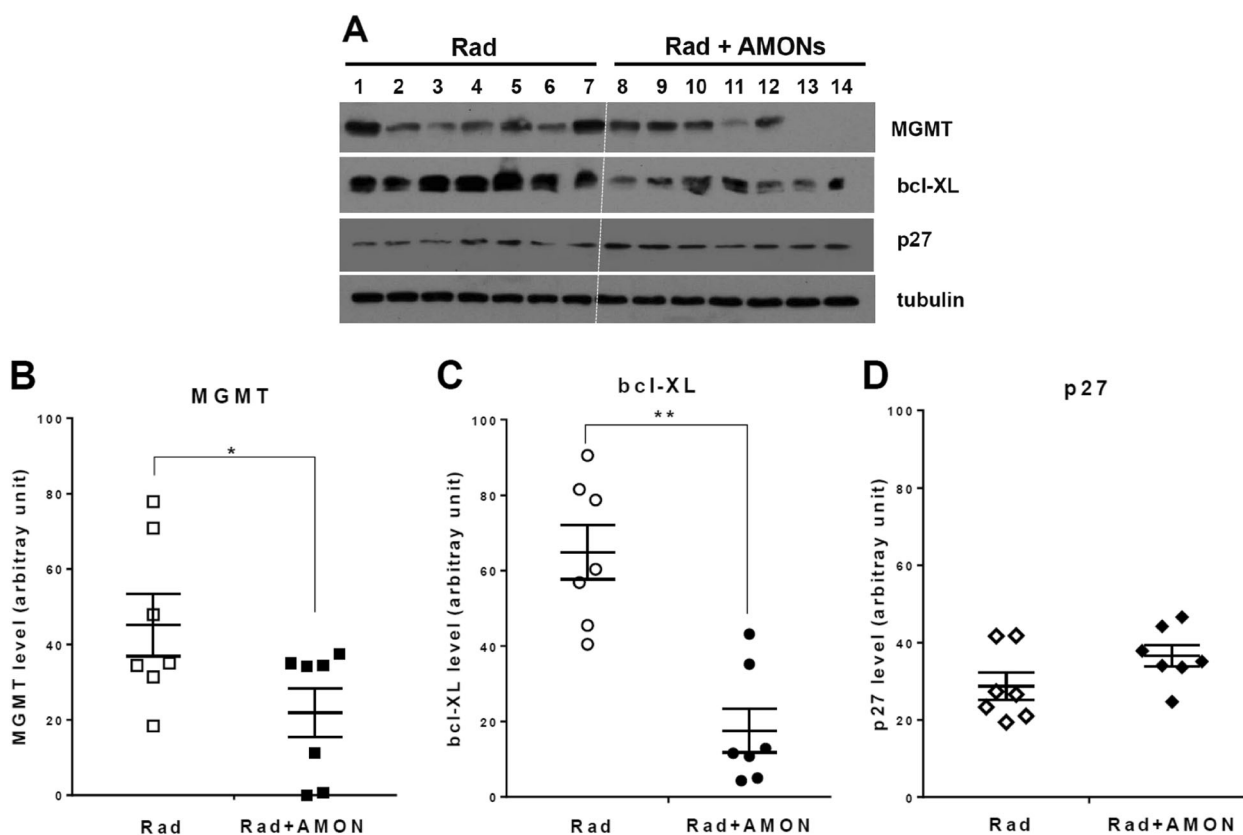 A
Rad
Rad + AMONs
1 2 3 4 5 6 7 8 9 10 11 12 13 14
MGMT
bcl-XL
p27
tubulin
B
MGMT
MGMT level (arbitray unit)
100
80
60
40
20
0
*
Rad
Rad+AMON
C
bcl-XL
bcl-XL level (arbitray unit)
100
80
60
40
20
0
**
Rad
Rad+AMON
D
p27
p27 level (arbitray unit)
100
80
60
40
20
0
Rad
Rad+AMON